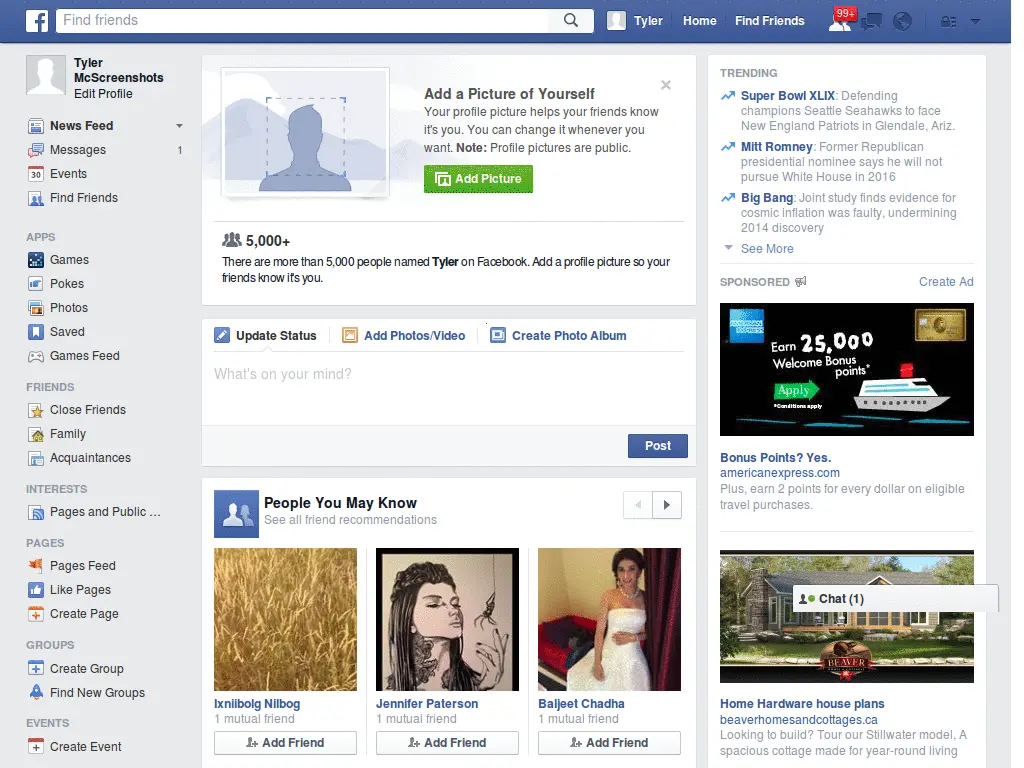 f
Find friends
Tyler
Home
Find Friends
99+
Tyler
McScreenshots
Edit Profile
News Feed
Messages 1
30
Events
Find Friends
APPS
Games
Pokes
Photos
Saved
Games Feed
FRIENDS
Close Friends
Family
Acquaintances
INTERESTS
Pages and Public ...
PAGES
Pages Feed
Like Pages
Create Page
GROUPS
Create Group
Find New Groups
EVENTS
Create Event
Add a Picture of Yourself
Your profile picture helps your friends know
it's you. You can change it whenever you
want. Note: Profile pictures are public.
Add Picture
5,000+
There are more than 5,000 people named Tyler on Facebook. Add a profile picture so your
friends know it's you.
Update Status
Add Photos/Video
Create Photo Album
What's on your mind?
Post
People You May Know
See all friend recommendations
Ixniibolg Nilbog
1 mutual friend
Add Friend
Jennifer Paterson
1 mutual friend
Add Friend
Baljeet Chadha
1 mutual friend
Add Friend
TRENDING
Super Bowl XLIX: Defending
champions Seattle Seahawks to face
New England Patriots in Glendale, Ariz.
Mitt Romney: Former Republican
presidential nominee says he will not
pursue White House in 2016
Big Bang: Joint study finds evidence for
cosmic inflation was faulty, undermining
2014 discovery
See More
SPONSORED
Create Ad
AMERICAN EXPRESS
Earn 25,000
Welcome Bonus
points*
Apply
*Conditions apply
Bonus Points? Yes.
americanexpress.com
Plus, earn 2 points for every dollar on eligible
travel purchases.
Chat (1)
BEAVER
Home Hardware house plans
beaverhomesandcottages.ca
Looking to build? Tour our Stillwater model, A
spacious cottage made for year-round living